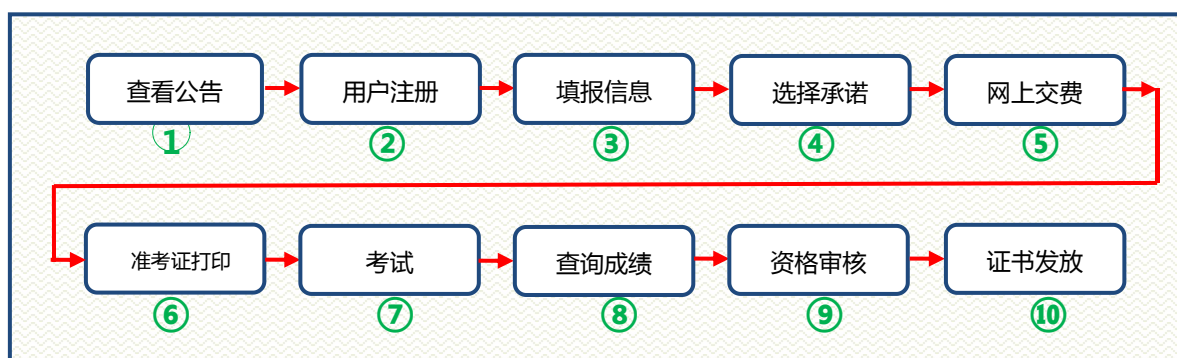 查看公告 用户注册 填报信息 选择承诺 网上交费
① ② ③ ④ ⑤
准考证打印 考试 查询成绩 资格审核 证书发放
⑥ ⑦ ⑧ ⑨ ⑩